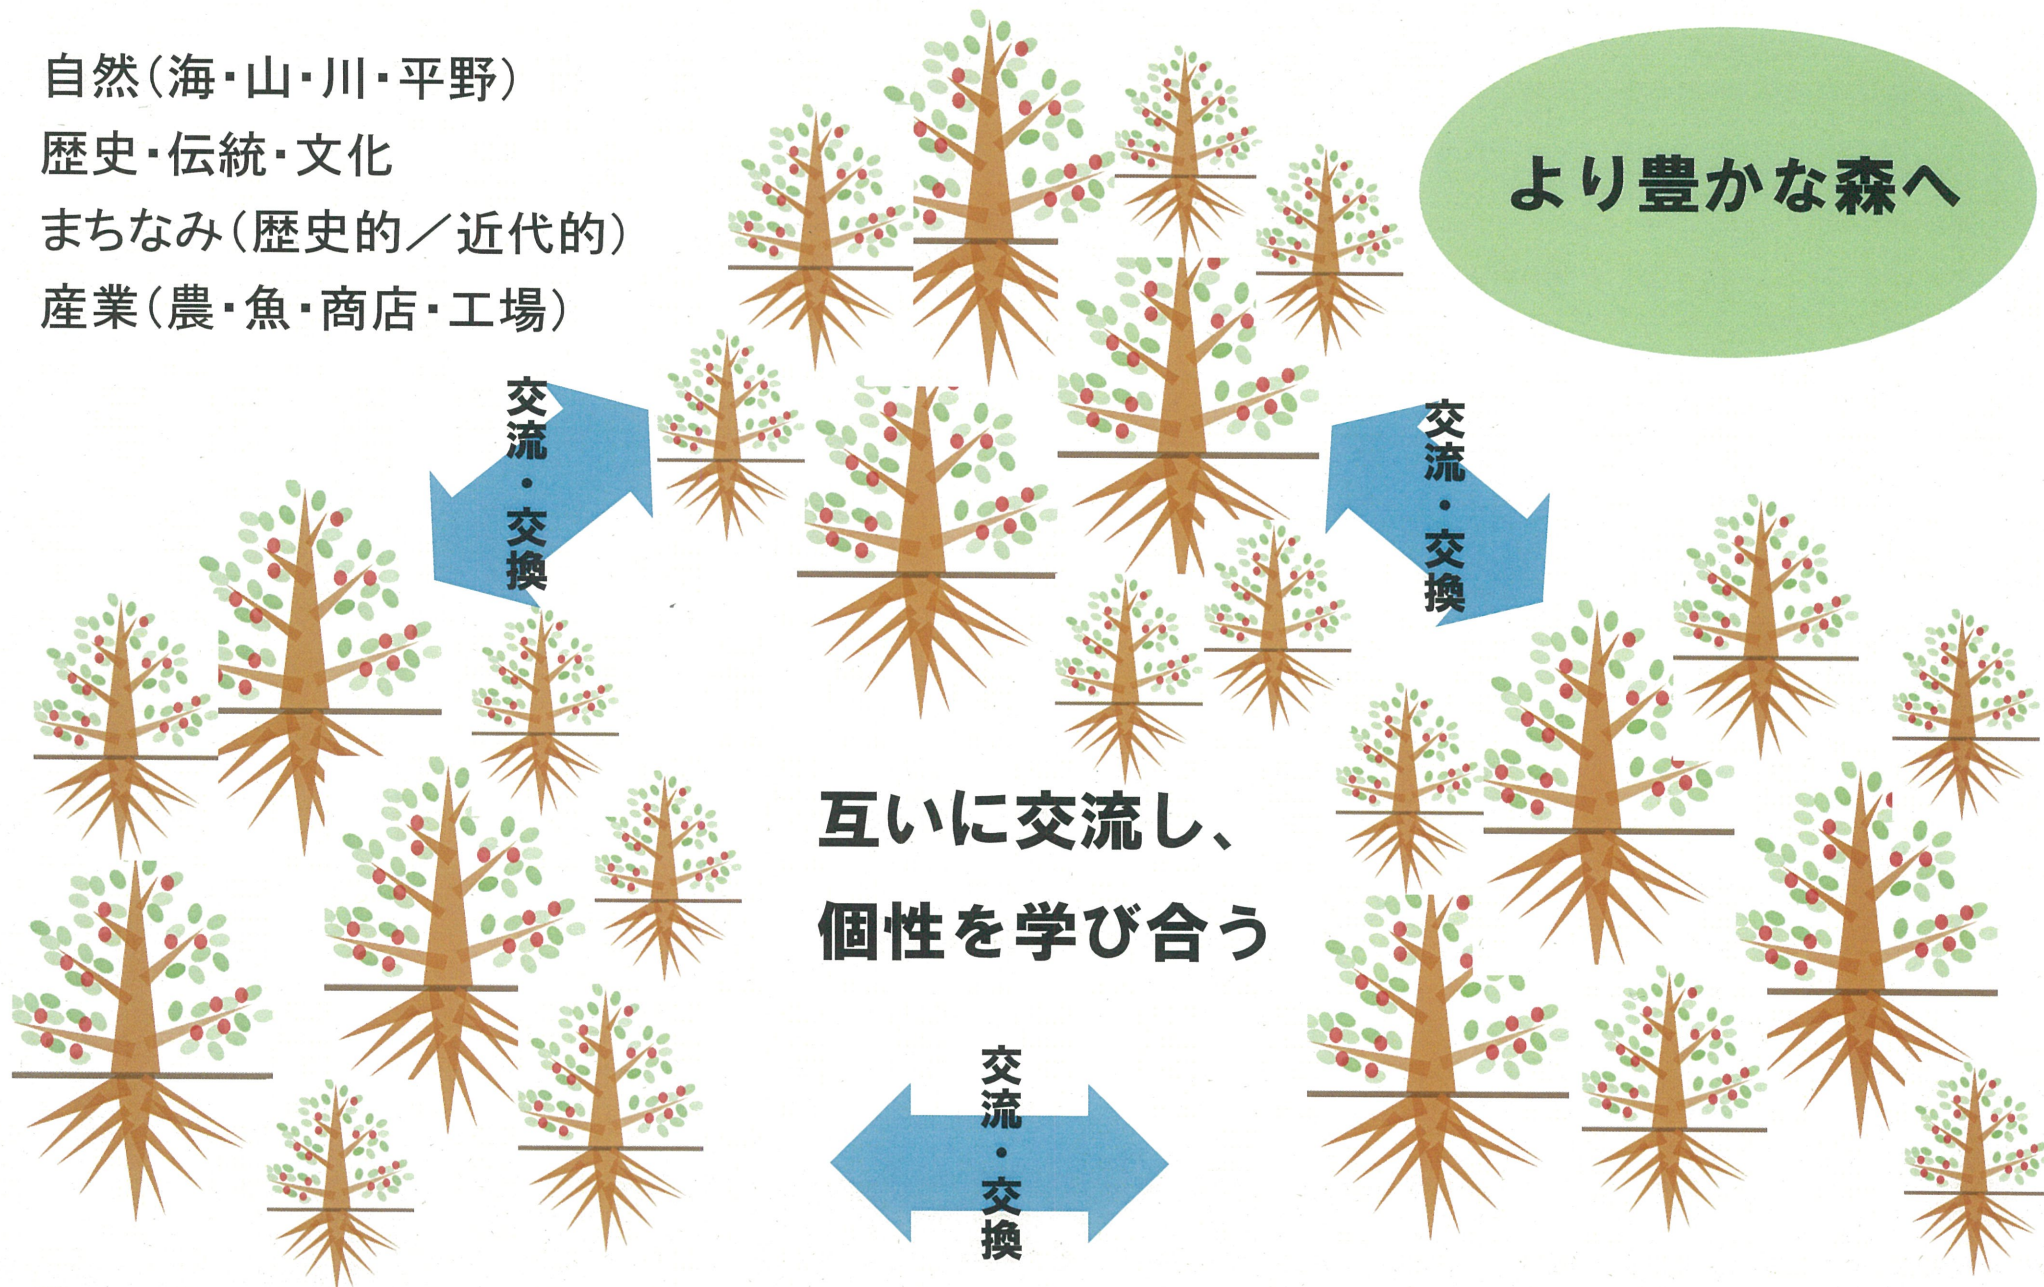 自然（海・山・川・平野）
歴史・伝統・文化
まちなみ（歴史的／近代的）
産業（農・魚・商店・工場）
より豊かな森へ
交流・交換
交流・交換
互いに交流し、
個性を学び合う
交流・交換